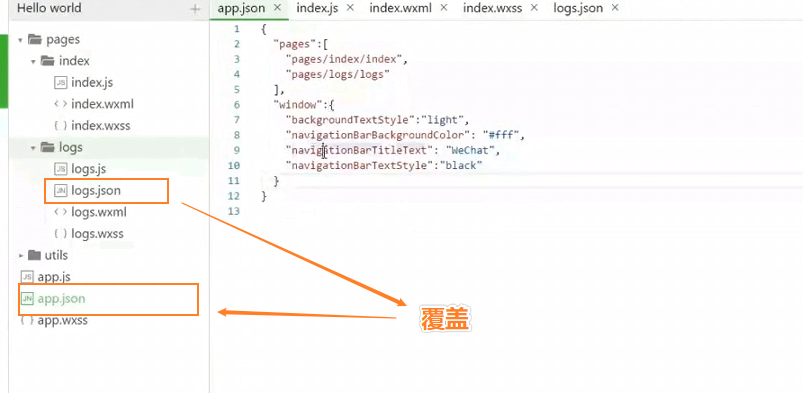 Hello world
+
app.json ×
index.js ×
index.wxml ×
index.wxss ×
logs.json ×
+
pages
index
JS index.js
< > index.wxml
{ } index.wxss
logs
JS logs.js
JN logs.json
< > logs.wxml
{ } logs.wxss
utils
JS app.js
JN app.json
{ } app.wxss
1 {
2 "pages":[
3 "pages/index/index",
4 "pages/logs/logs"
5 ],
6 "window":{
7 "backgroundTextStyle":"light",
8 "navigationBarBackgroundColor": "#fff",
9 "navigationBarTitleText": "WeChat",
10 "navigationBarTextStyle":"black"
11 }
12 }
13
覆盖